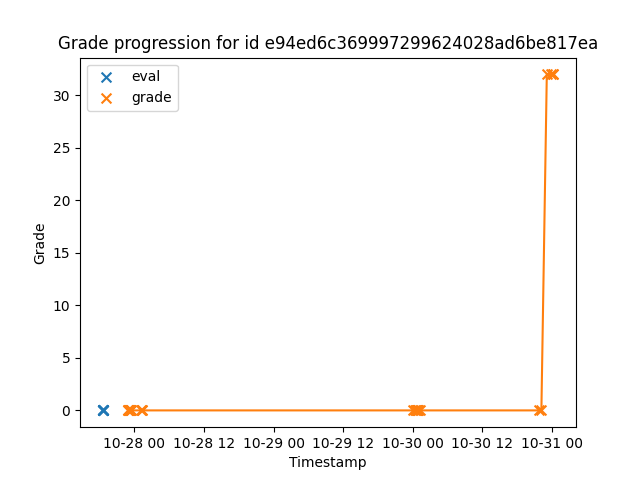 Grade progression for id e94ed6c369997299624028ad6be817ea
eval
grade
Grade
30
25
20
15
10
5
0
10-28 00 10-28 12 10-29 00 10-29 12 10-30 00 10-30 12 10-31 00
Timestamp